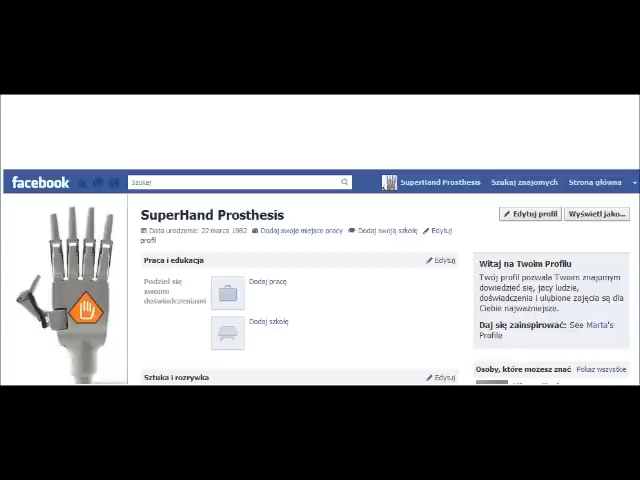 facebook
Szukaj
SuperHand Prosthesis Szukaj znajomych Strona główna
SuperHand Prosthesis
Edytuj profil Wyświetl jako...
Data urodzenia: 22 marca 1982 Dodaj swoje miejsce pracy Dodaj swoją szkołę Edytuj
profil
Praca i edukacja Edytuj
Podziel się
swoimi
doświadczeniami
Dodaj pracę
Dodaj szkołę
Sztuka i rozrywka Edytuj
Witaj na Twoim Profilu
Twój profil pozwala Twoim znajomym
dowiedzieć się, jacy ludzie,
doświadczenia i ulubione zajęcia są dla
Ciebie najważniejsze.
Daj się zainspirować: See Marta's
Profile
Osoby, które możesz znać Pokaż wszystkie